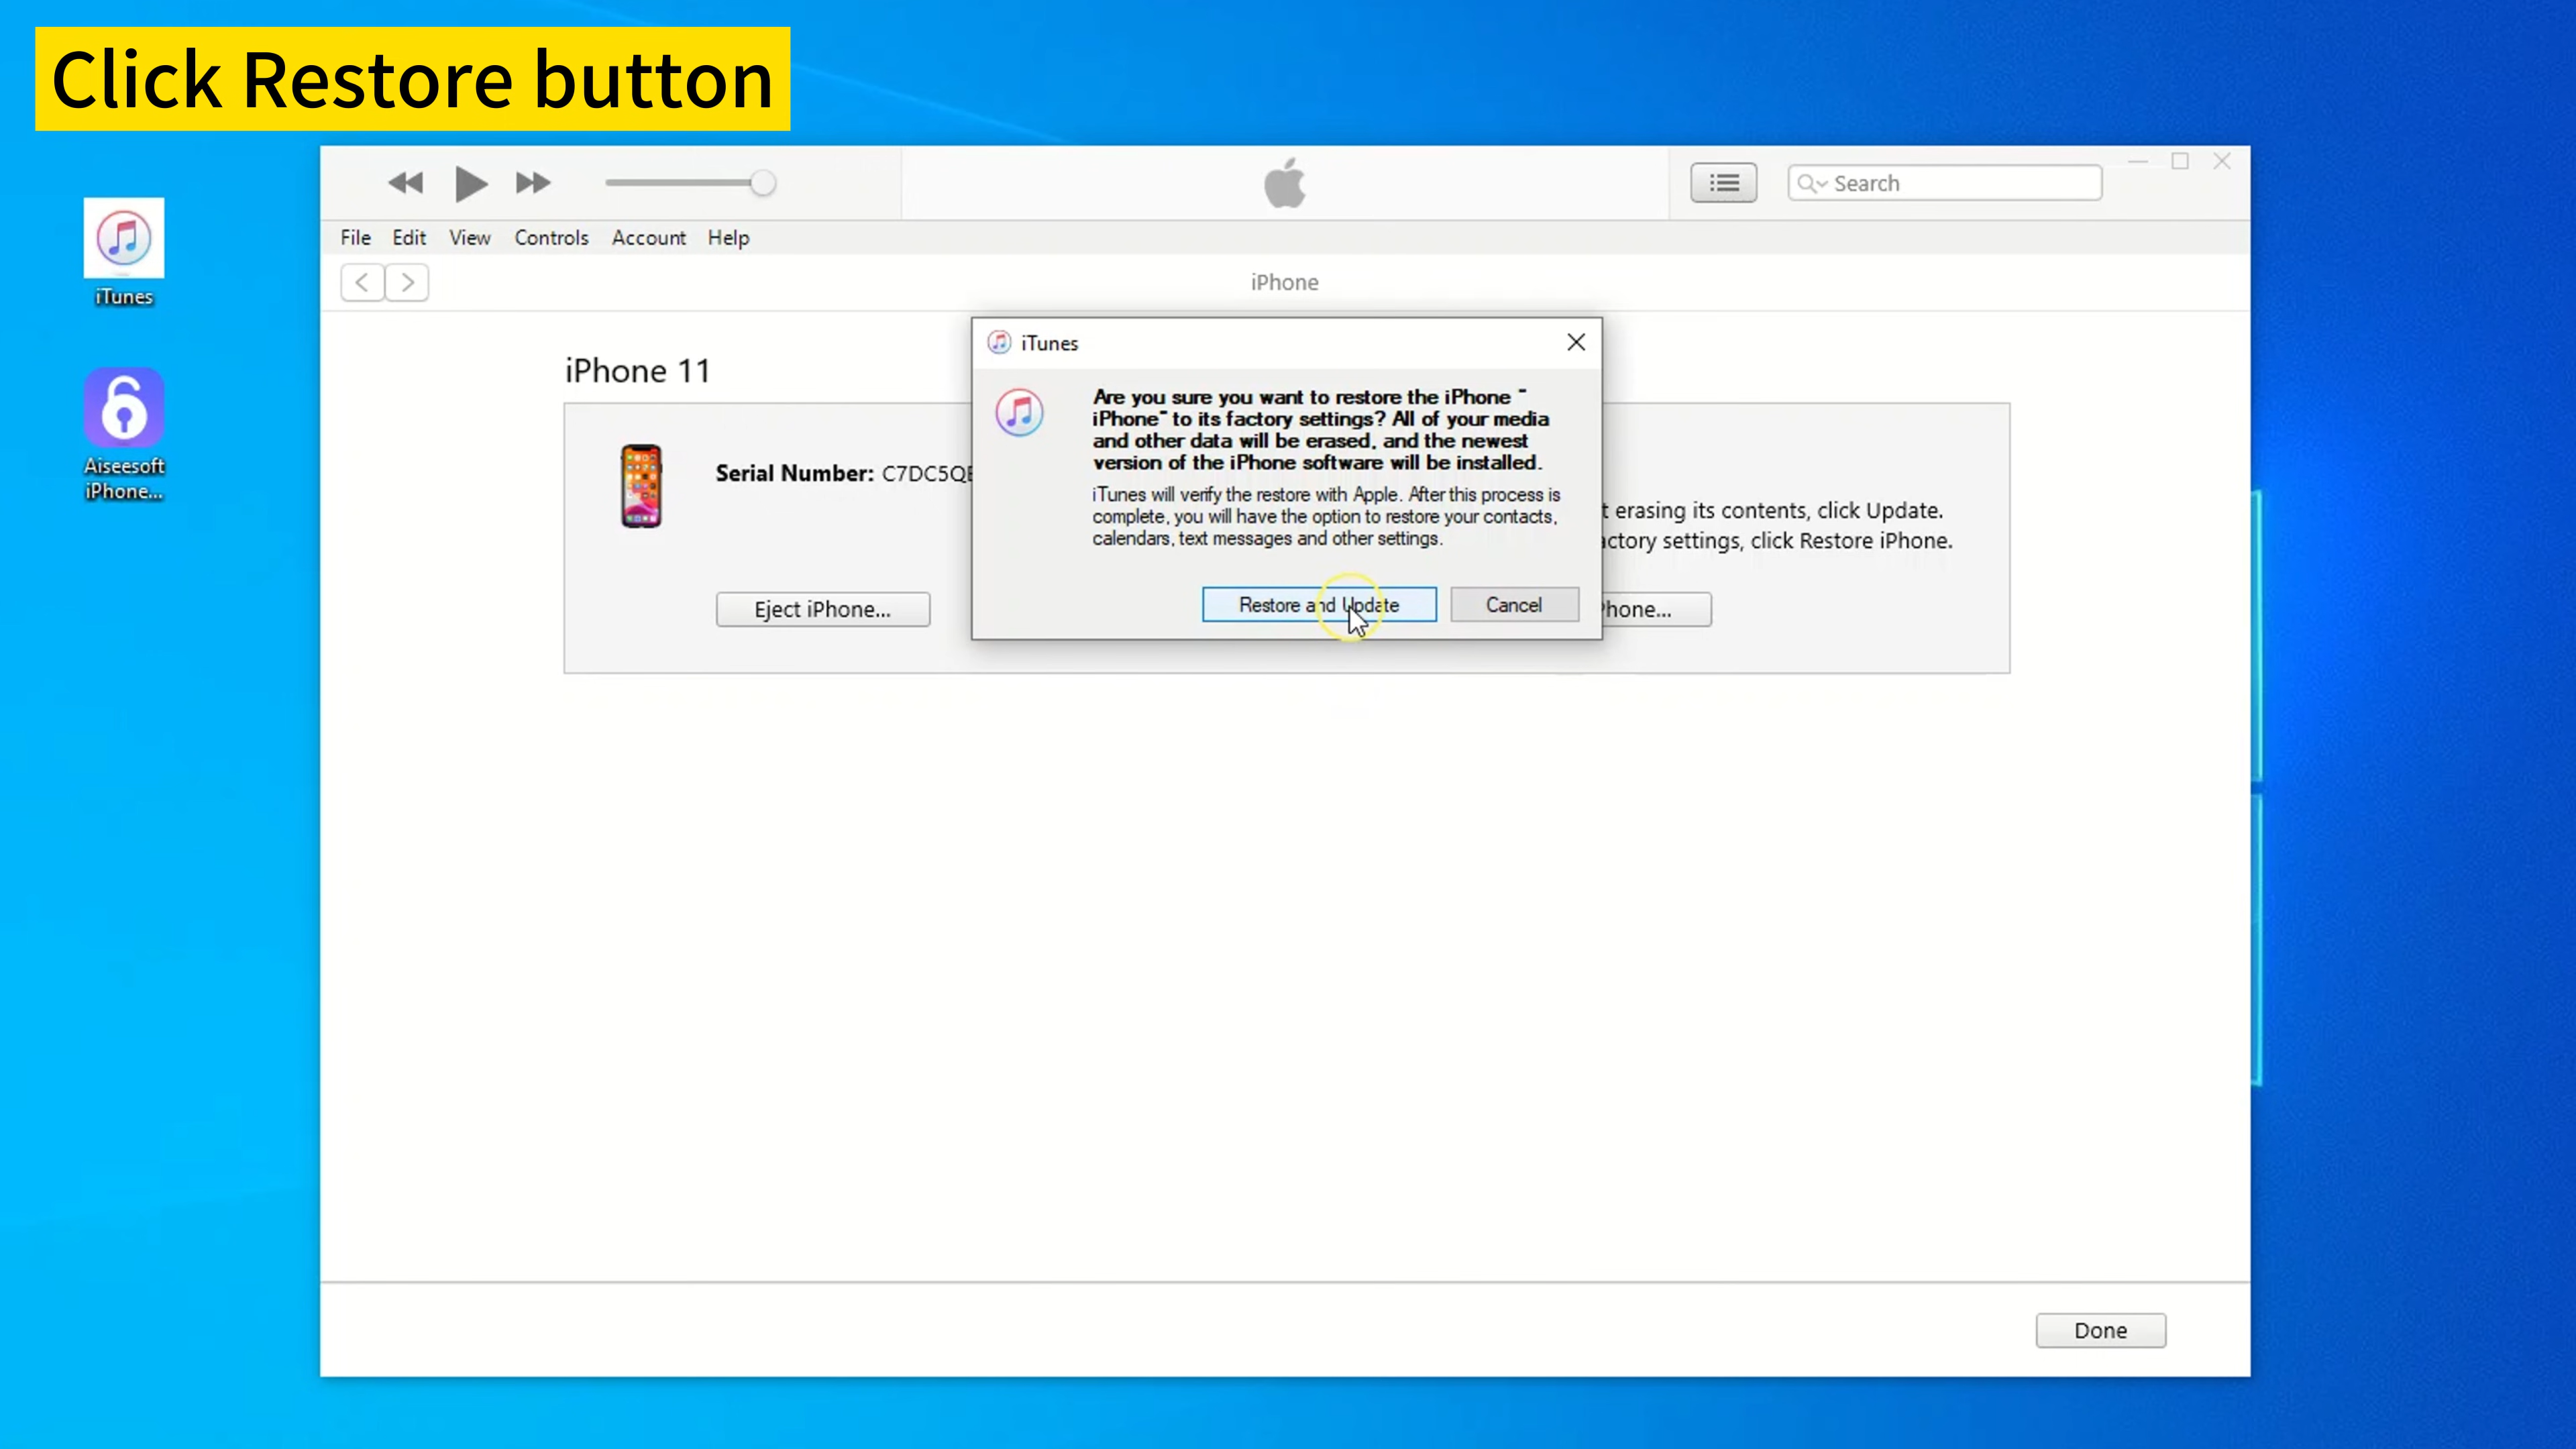 Click Restore button
iTunes
Aiseesoft
iPhone...
Search
File Edit View Controls Account Help
iPhone
iPhone 11
Serial Number: C7DC5Q
Eject iPhone...
iTunes
Are you sure you want to restore the iPhone "
iPhone" to its factory settings? All of your media
and other data will be erased, and the newest
version of the iPhone software will be installed.
iTunes will verify the restore with Apple. After this process is
complete, you will have the option to restore your contacts,
calendars, text messages and other settings.
Restore and Update Cancel
t erasing its contents, click Update.
actory settings, click Restore iPhone.
Phone...
Done